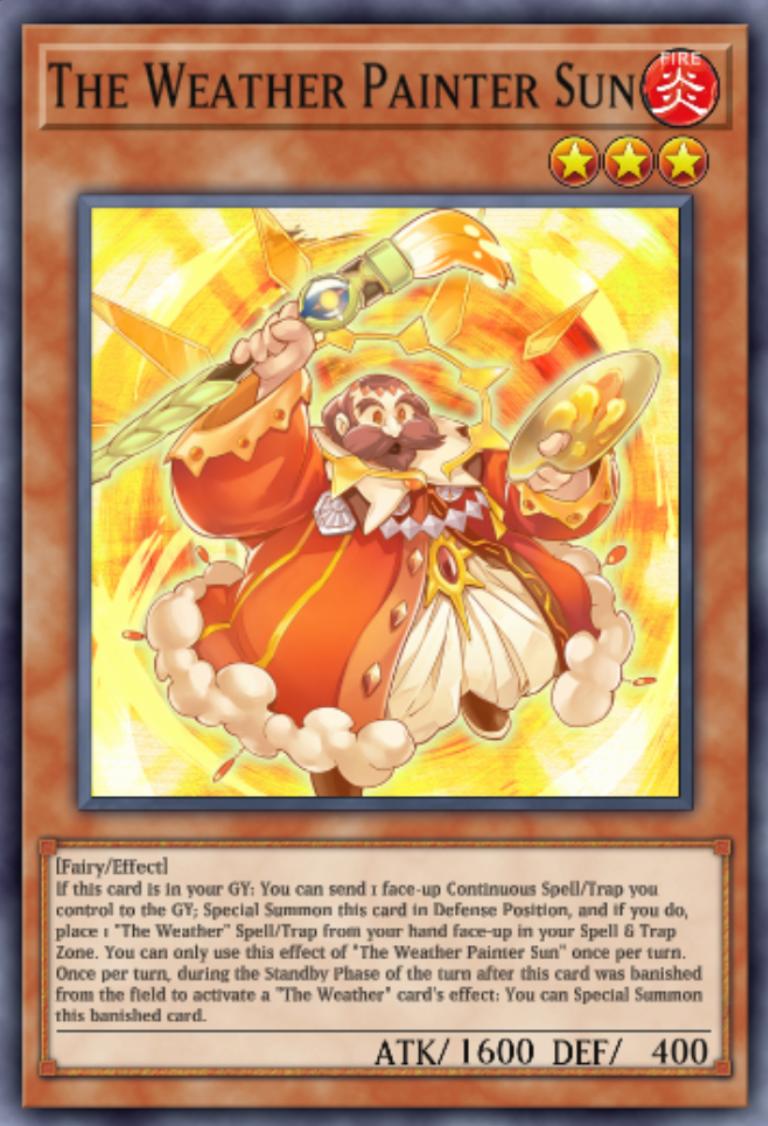 The Weather Painter Sun
FIRE
炎
[Fairy/Effect]
If this card is in your GY: You can send 1 face-up Continuous Spell/Trap you
control to the GY; Special Summon this card in Defense Position, and if you do,
place 1 "The Weather" Spell/Trap from your hand face-up in your Spell & Trap
Zone. You can only use this effect of "The Weather Painter Sun" once per turn.
Once per turn, during the Standby Phase of the turn after this card was banished
from the field to activate a "The Weather" card's effect: You can Special Summon
this banished card.
ATK/ 1600 DEF/ 400